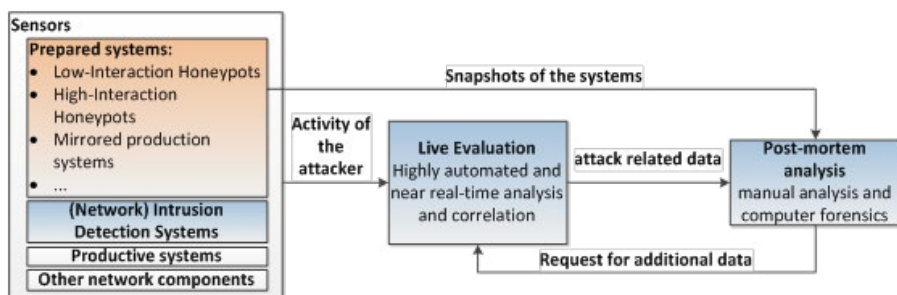 Sensors
Prepared systems:
• Low-Interaction Honeypots
• High-Interaction
Honeypots
• Mirrored production
systems
• ...
(Network) Intrusion
Detection Systems
Productive systems
Other network components
Snapshots of the systems
Activity of
the
attacker
Live Evaluation
Highly automated and
near real-time analysis
and correlation
attack related data
Post-mortem
analysis
manual analysis and
computer forensics
Request for additional data